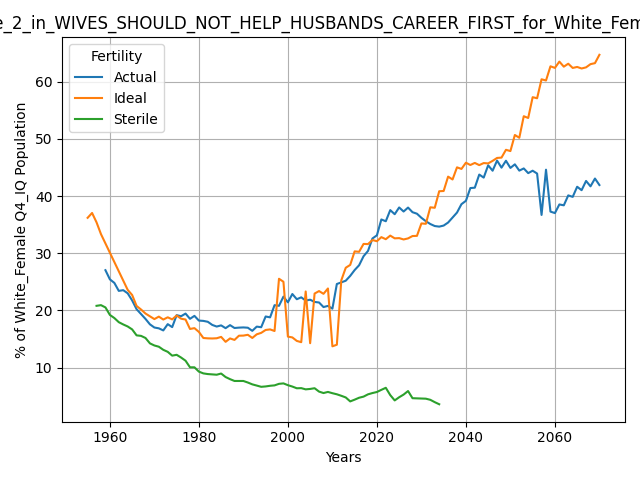 e_2_in_WIVES_SHOULD_NOT_HELP_HUSBANDS_CAREER_FIRST_for_White_Fem
Fertility
Actual
Ideal
Sterile
% of White_Female Q4_IQ Population
60
50
40
30
20
10
1960 1980 2000 2020 2040 2060
Years